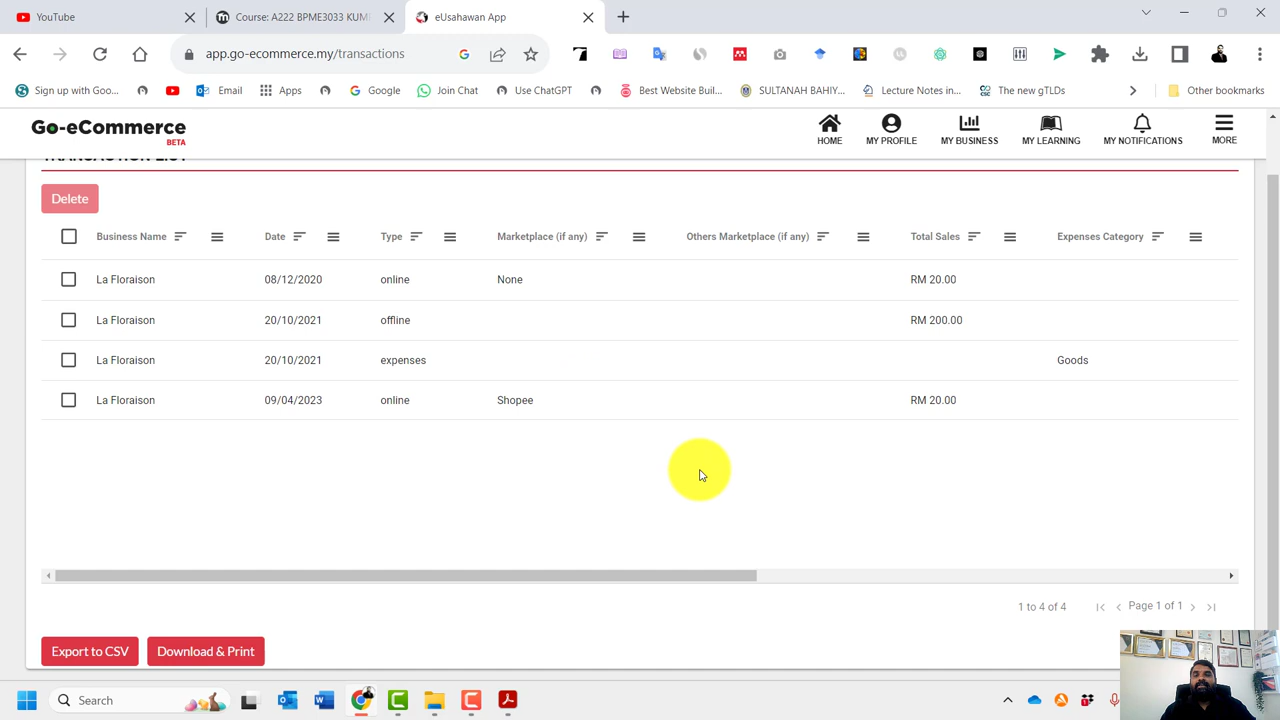 YouTube
Course: A222 BPME3033 KUMI
eUsahawan App
app.go-ecommerce.my/transactions
Sign up with Goo...
Email
Apps
Google
Join Chat
Use ChatGPT
Best Website Buil...
SULTANAH BAHIY...
Lecture Notes in...
The new gTLDs
Other bookmarks
Go-eCommerce
BETA
HOME
MY PROFILE
MY BUSINESS
MY LEARNING
MY NOTIFICATIONS
MORE
TRANSACTION LIST
Delete
Business Name Date Type Marketplace (if any) Others Marketplace (if any) Total Sales Expenses Category
La Floraison 08/12/2020 online None RM 20.00
La Floraison 20/10/2021 offline RM 200.00
La Floraison 20/10/2021 expenses Goods
La Floraison 09/04/2023 online Shopee RM 20.00
1 to 4 of 4 Page 1 of 1
Export to CSV Download & Print
Search